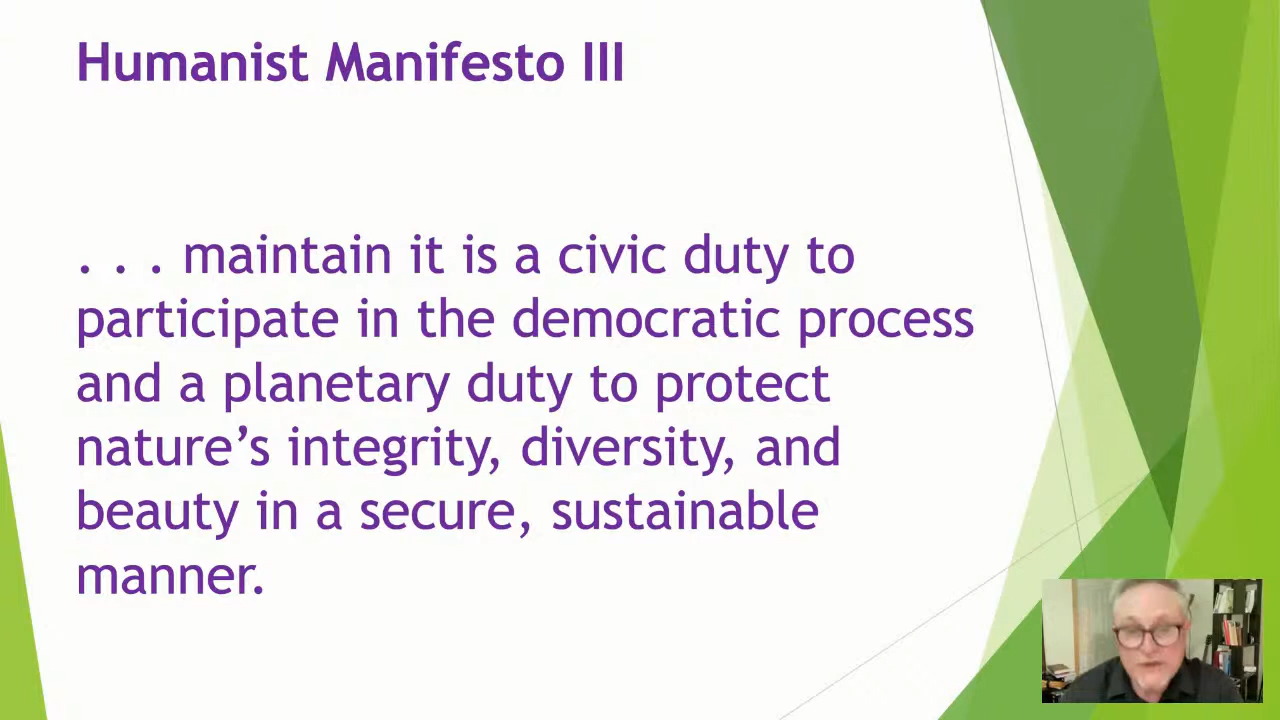 Humanist Manifesto III
. . . maintain it is a civic duty to
participate in the democratic process
and a planetary duty to protect
nature’s integrity, diversity, and
beauty in a secure, sustainable
manner.